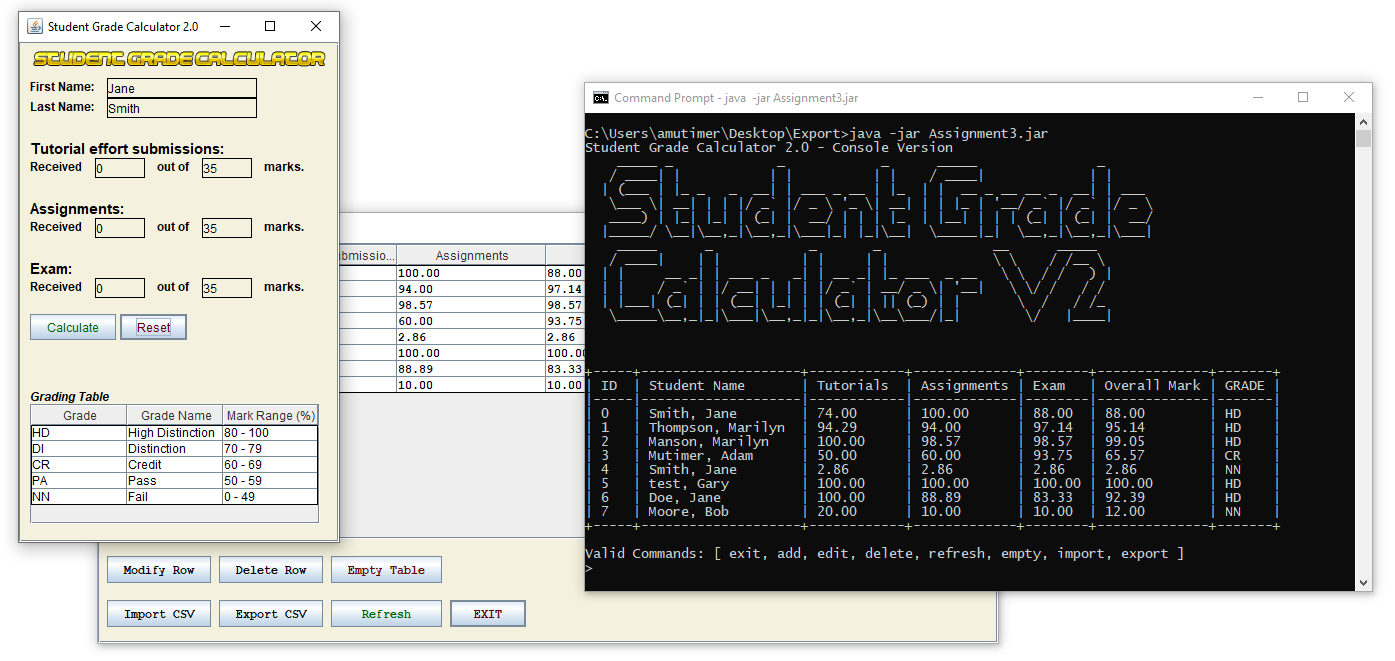 Student Grade Calculator 2.0
STUDENT GRADE CALCULATOR
First Name: Jane
Last Name: Smith
Tutorial effort submissions:
Received 0 out of 35 marks.
Assignments:
Received 0 out of 35 marks.
Exam:
Received 0 out of 35 marks.
Calculate Reset
Grading Table
Grade Grade Name Mark Range (%)
HD High Distinction 80 - 100
DI Distinction 70 - 79
CR Credit 60 - 69
PA Pass 50 - 59
NN Fail 0 - 49
Assignments
100.00 88.00
94.00 97.14
98.57 98.57
60.00 93.75
2.86 2.86
100.00 100.00
88.89 83.33
10.00 10.00
Modify Row Delete Row Empty Table
Import CSV Export CSV Refresh EXIT
Command Prompt - java -jar Assignment3.jar
C:\Users\amutimer\Desktop\Export>java -jar Assignment3.jar
Student Grade Calculator 2.0 - Console Version
Student Grade
Calculator V2
| ID | Student Name | Tutorials | Assignments | Exam | Overall Mark | GRADE |
| 0 | Smith, Jane | 74.00 | 100.00 | 88.00 | 88.00 | HD |
| 1 | Thompson, Marilyn | 94.29 | 94.00 | 97.14 | 95.14 | HD |
| 2 | Manson, Marilyn | 100.00 | 98.57 | 98.57 | 99.05 | HD |
| 3 | Mutimer, Adam | 50.00 | 60.00 | 93.75 | 65.57 | CR |
| 4 | Smith, Jane | 2.86 | 2.86 | 2.86 | 2.86 | NN |
| 5 | test, Gary | 100.00 | 100.00 | 100.00 | 100.00 | HD |
| 6 | Doe, Jane | 100.00 | 88.89 | 83.33 | 92.39 | HD |
| 7 | Moore, Bob | 20.00 | 10.00 | 10.00 | 12.00 | NN |
Valid Commands: [ exit, add, edit, delete, refresh, empty, import, export ]
>